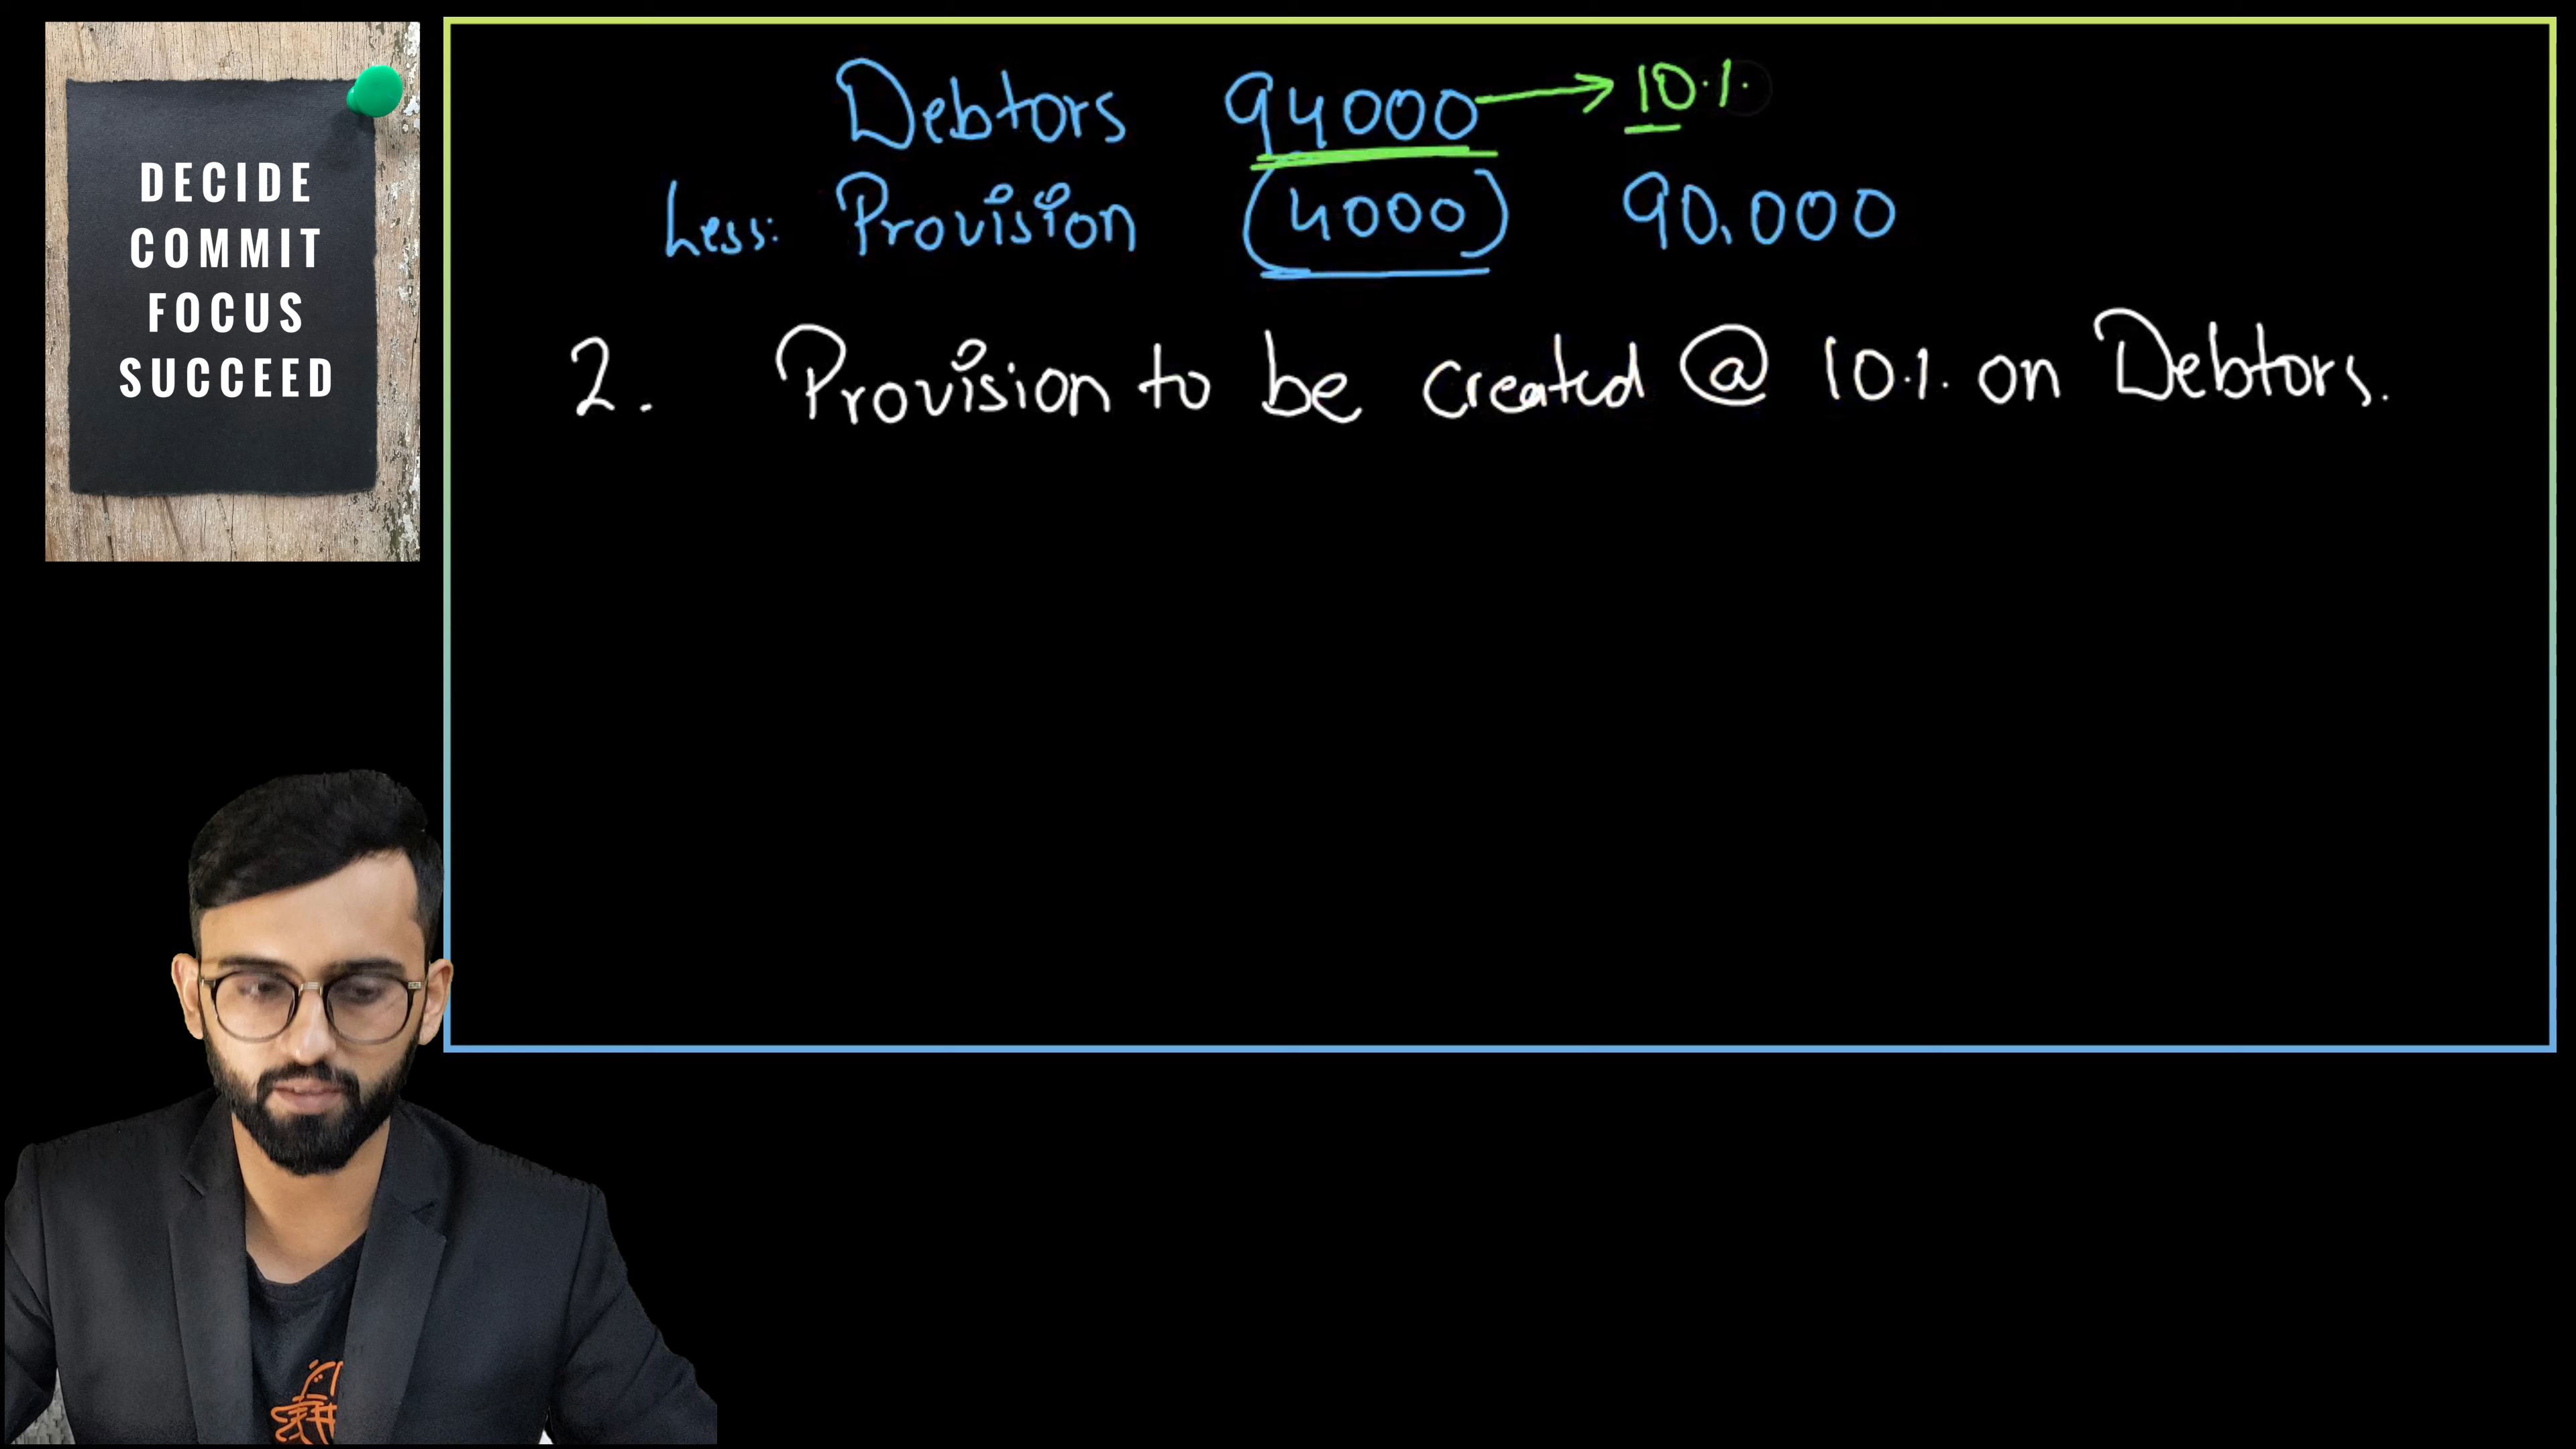 DECIDE
COMMIT
FOCUS
SUCCEED
Debtors 94000 → 10%
Less: Provision (4000) 90,000
2. Provision to be created @ 10% on Debtors.